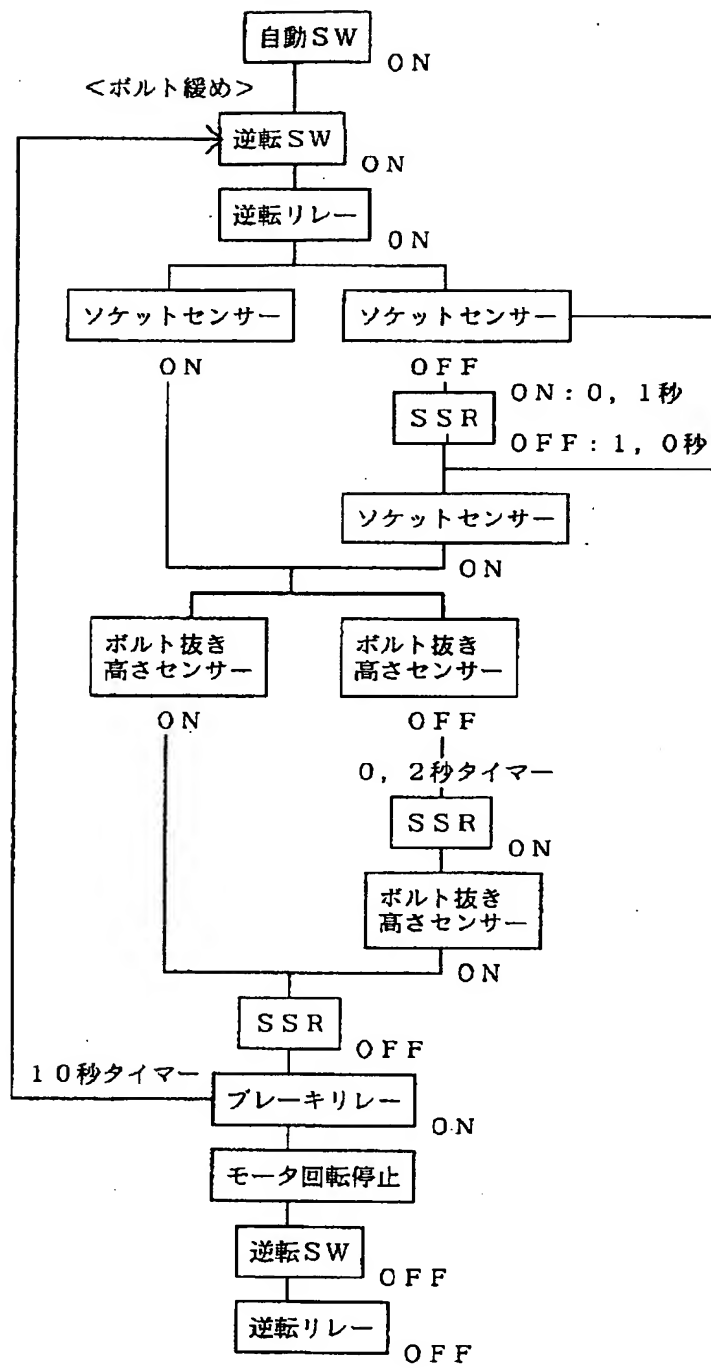 自動SW
ON
<ボルト緩め>
逆転SW
ON
逆転リレー
ON
ソケットセンサー
ソケットセンサー
ON
OFF
ON:0,1秒
SSR
OFF:1,0秒
ソケットセンサー
ON
ボルト抜き
高さセンサー
ボルト抜き
高さセンサー
ON
OFF
0,2秒タイマー
SSR
ON
ボルト抜き
高さセンサー
ON
SSR
OFF
10秒タイマー
ブレーキリレー
ON
モータ回転停止
逆転SW
OFF
逆転リレー
OFF